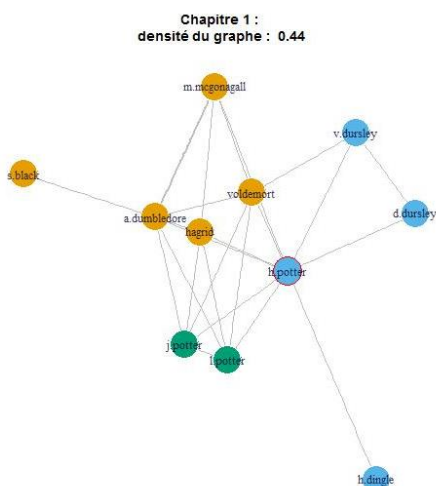 Chapitre 1 :
densité du graphe : 0.44
m.mcgonagall
v.dursley
s.black
voldemort
d.dursley
a.dumbledore
hagrid
h.potter
j.potter
l.potter
h.dingle